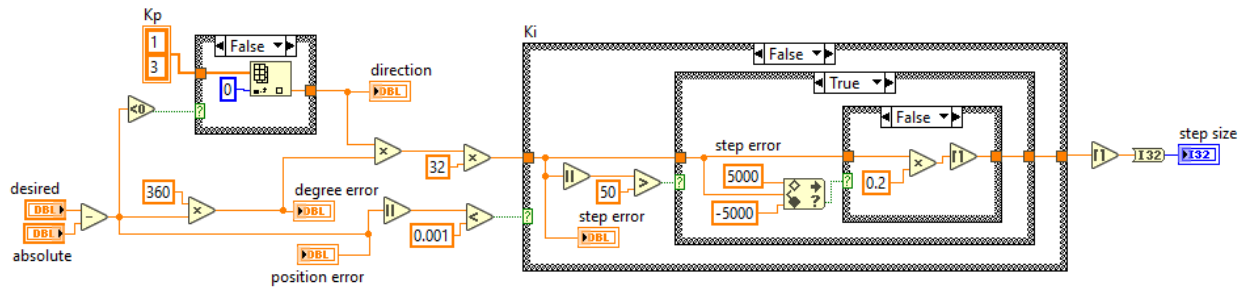 Kp
1
3
False
0
direction
DBL
<0
?
desired
DBL
DBL
absolute
360
degree error
DBL
position error
DBL
0.001
32
Ki
False
?
step error
DBL
50
?
True
step error
5000
-5000
?
False
?
0.2
I32
step size
I32